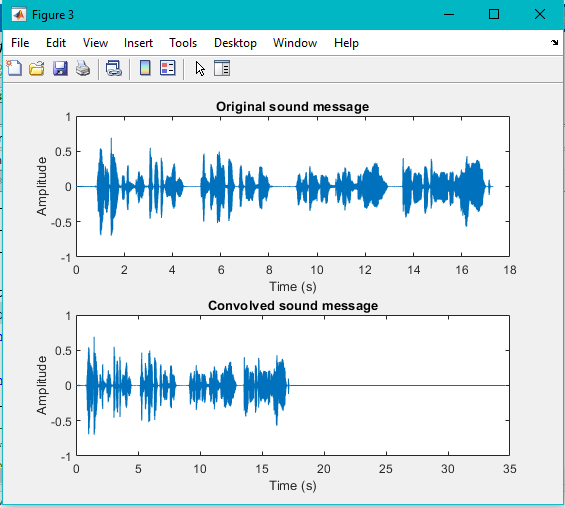 Figure 3
File Edit View Insert Tools Desktop Window Help
Original sound message
1
0.5
0
-0.5
-1
Amplitude
0 2 4 6 8 10 12 14 16 18
Time (s)
Convolved sound message
1
0.5
0
-0.5
-1
Amplitude
0 5 10 15 20 25 30 35
Time (s)